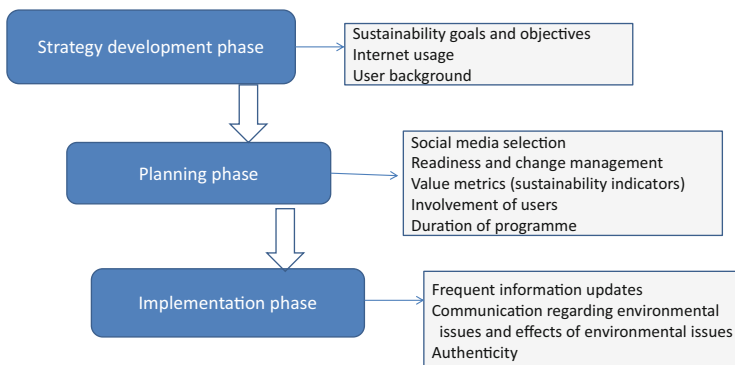 Strategy development phase
Sustainability goals and objectives
Internet usage
User background
Planning phase
Social media selection
Readiness and change management
Value metrics (sustainability indicators)
Involvement of users
Duration of programme
Implementation phase
Frequent information updates
Communication regarding environmental
issues and effects of environmental issues
Authenticity